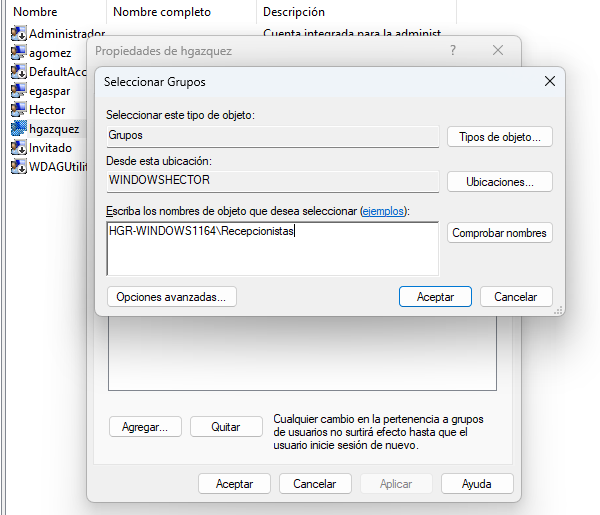 Nombre Nombre completo Descripción
Administrador Cuenta integrada para la administ...
agomez
DefaultAcc
egaspar
Hector
hgazquez
Invitado
WDAGUtilit
Propiedades de hgazquez
Seleccionar Grupos
Seleccionar este tipo de objeto:
Grupos
Tipos de objeto...
Desde esta ubicación:
WINDOWSHECTOR
Ubicaciones...
Escriba los nombres de objeto que desea seleccionar (ejemplos):
HGR-WINDOWS1164\Recepcionistas
Comprobar nombres
Opciones avanzadas...
Aceptar
Cancelar
Agregar...
Quitar
Cualquier cambio en la pertenencia a grupos
de usuarios no surtirá efecto hasta que el
usuario inicie sesión de nuevo.
Aceptar
Cancelar
Aplicar
Ayuda